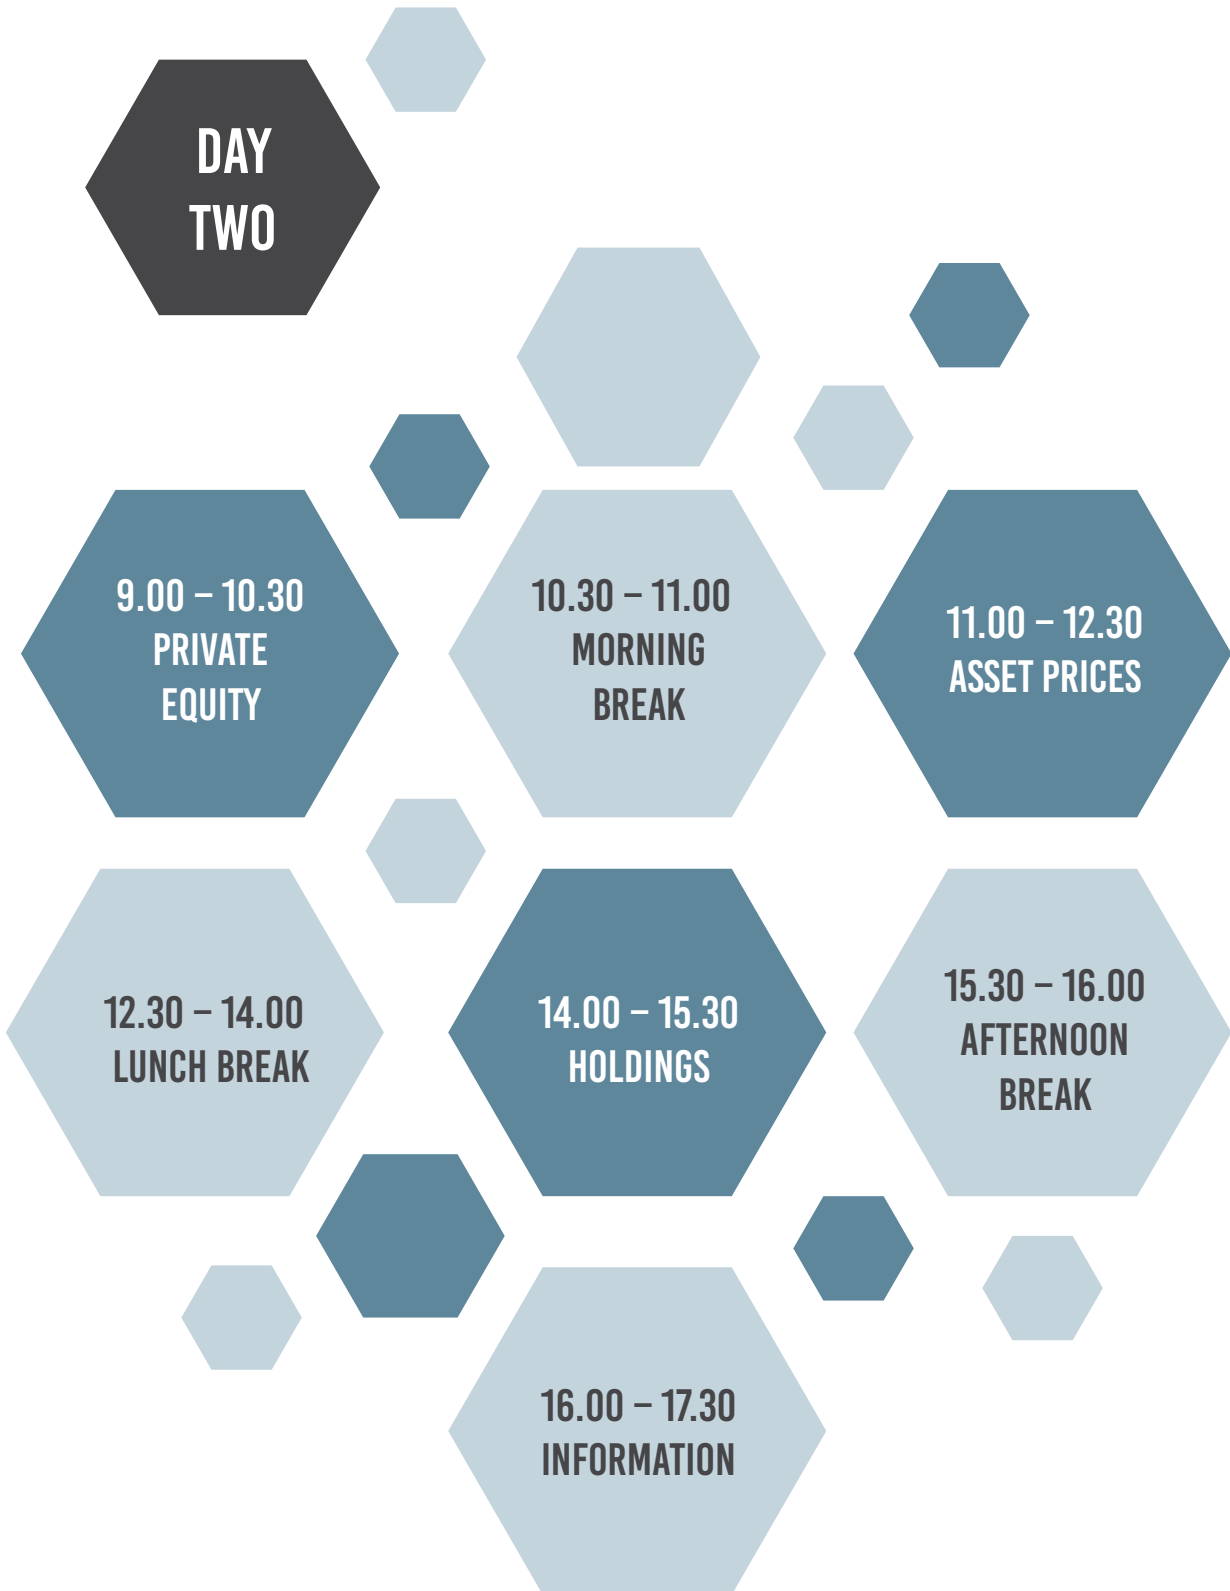 DAY
TWO
9.00 – 10.30
PRIVATE
EQUITY
10.30 – 11.00
MORNING
BREAK
11.00 – 12.30
ASSET PRICES
12.30 – 14.00
LUNCH BREAK
14.00 – 15.30
HOLDINGS
15.30 – 16.00
AFTERNOON
BREAK
16.00 – 17.30
INFORMATION